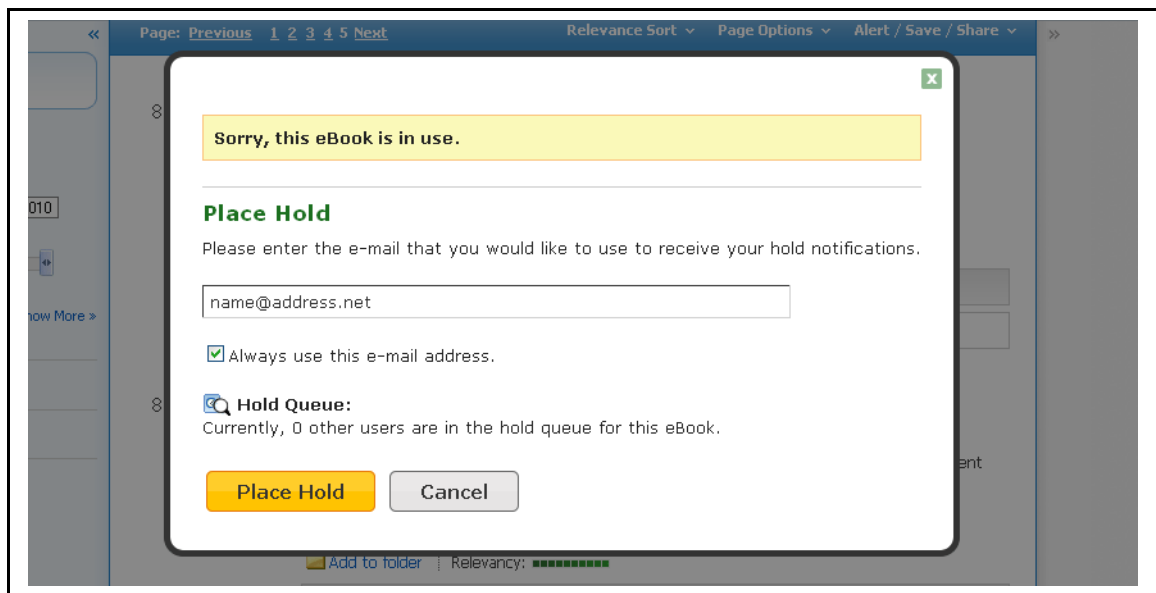 «
Page: Previous 1 2 3 4 5 Next
Relevance Sort
Page Options
Alert / Save / Share
»
x
8
Sorry, this eBook is in use.
010
Place Hold
Please enter the e-mail that you would like to use to receive your hold notifications.
name@address.net
how More »
Always use this e-mail address.
8
Hold Queue:
Currently, 0 other users are in the hold queue for this eBook.
ent
Place Hold
Cancel
Add to folder
Relevancy: